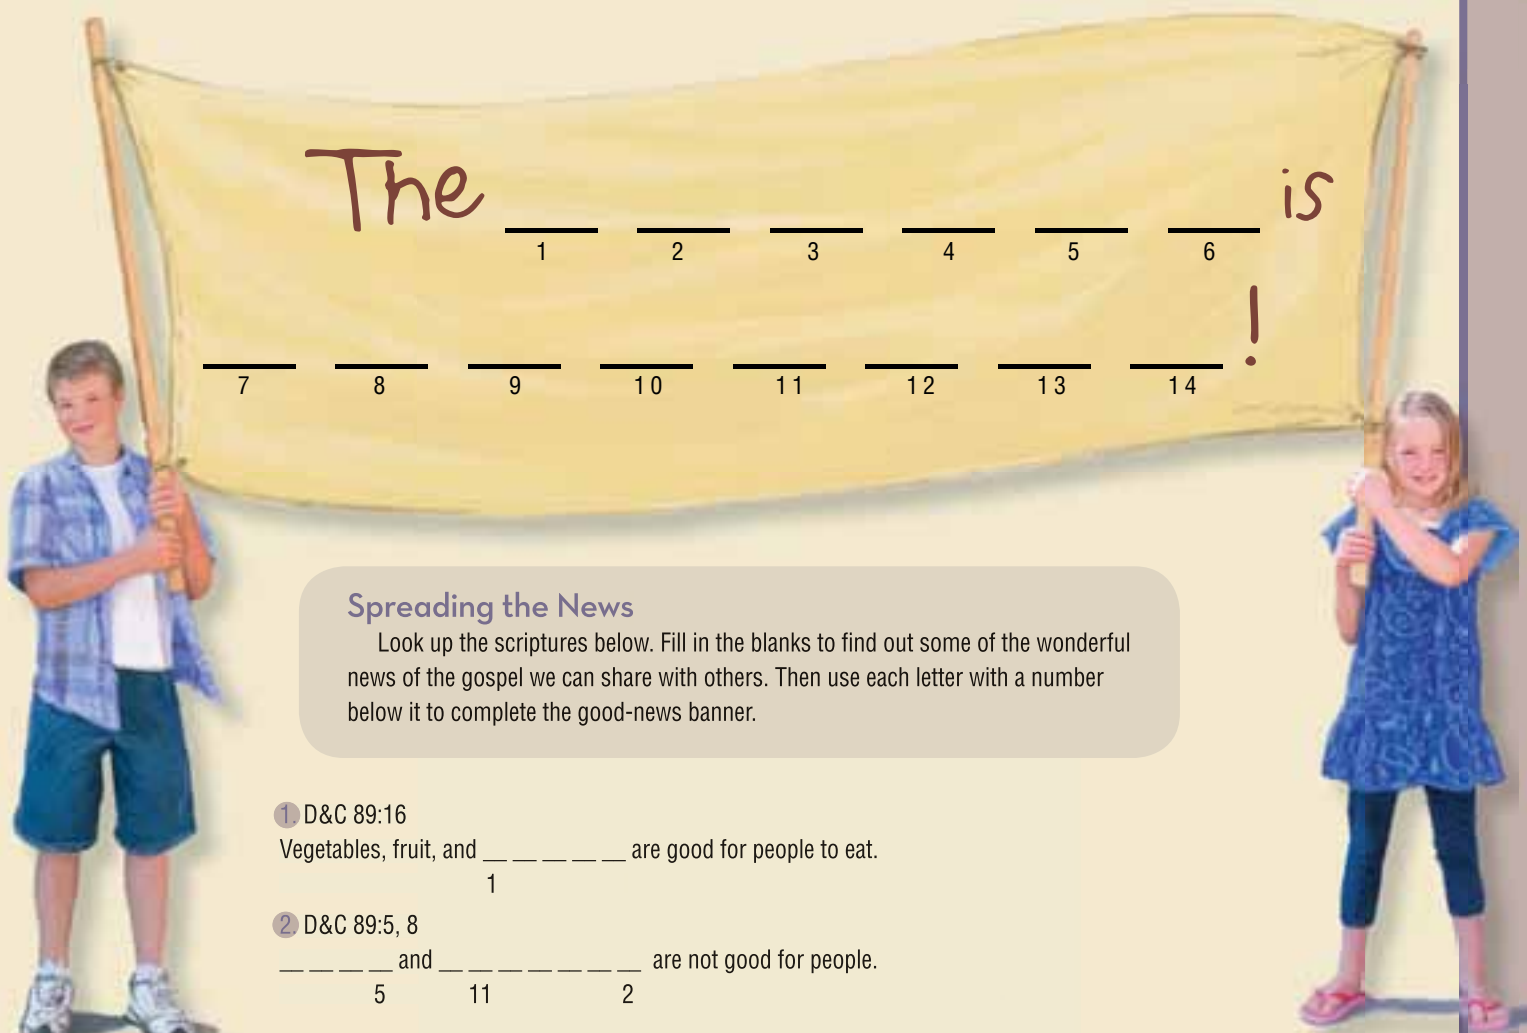 The __ __ __ __ __ __ is
1 2 3 4 5 6
__ __ __ __ __ __ __ __ !
7 8 9 10 11 12 13 14
Spreading the News
Look up the scriptures below. Fill in the blanks to find out some of the wonderful
news of the gospel we can share with others. Then use each letter with a number
below it to complete the good-news banner.
1. D&C 89:16
Vegetables, fruit, and __ __ __ __ __ are good for people to eat.
1
2. D&C 89:5, 8
__ __ __ __ and __ __ __ __ __ __ __ are not good for people.
5 11 2